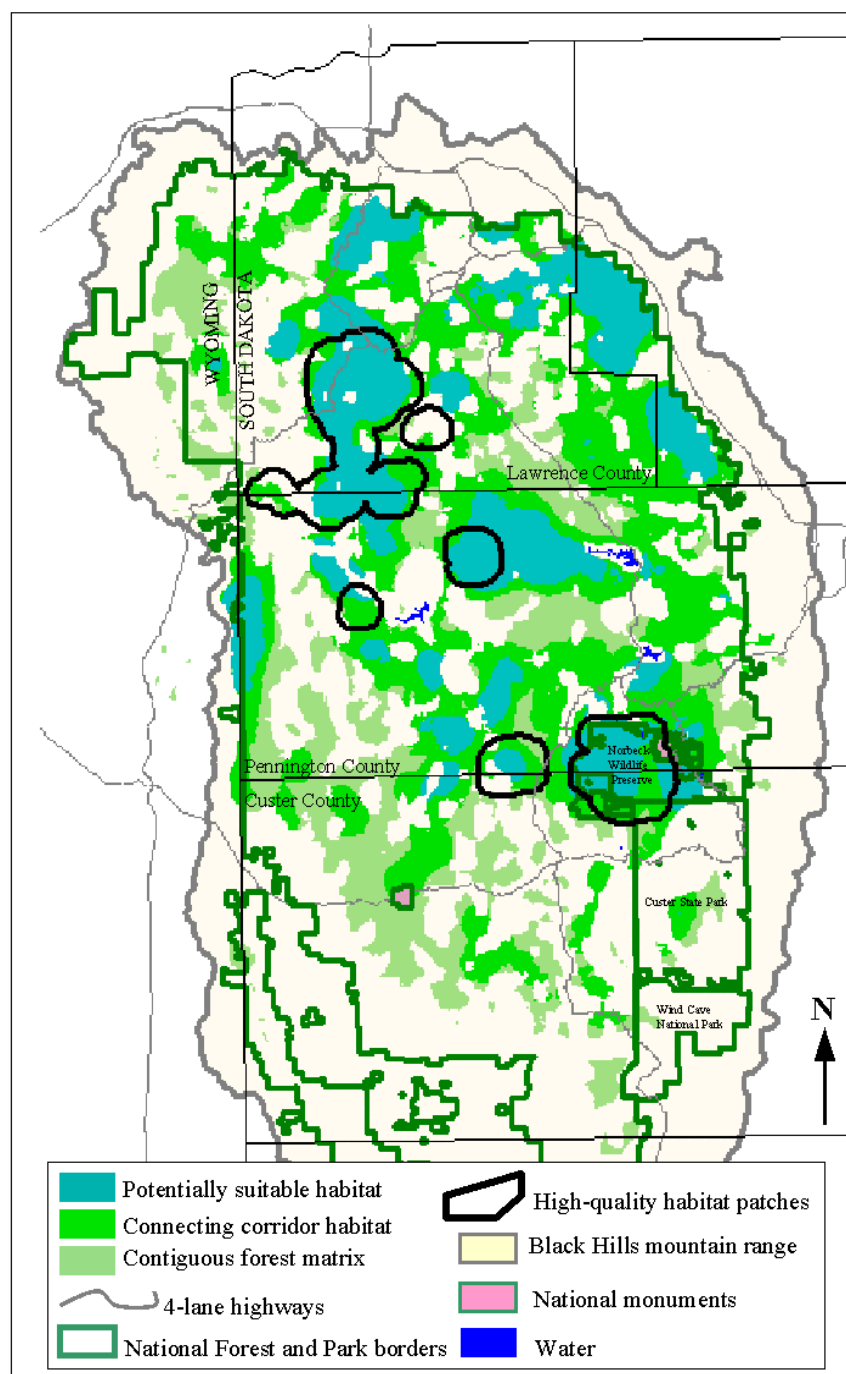 WYOMING
SOUTH DAKOTA
Lawrence County
Norbeck
Wildlife
Preserve
Pennington County
Custer County
Custer State Park
Wind Cave
National Park
N
Potentially suitable habitat
Connecting corridor habitat
Contiguous forest matrix
4-lane highways
National Forest and Park borders
High-quality habitat patches
Black Hills mountain range
National monuments
Water